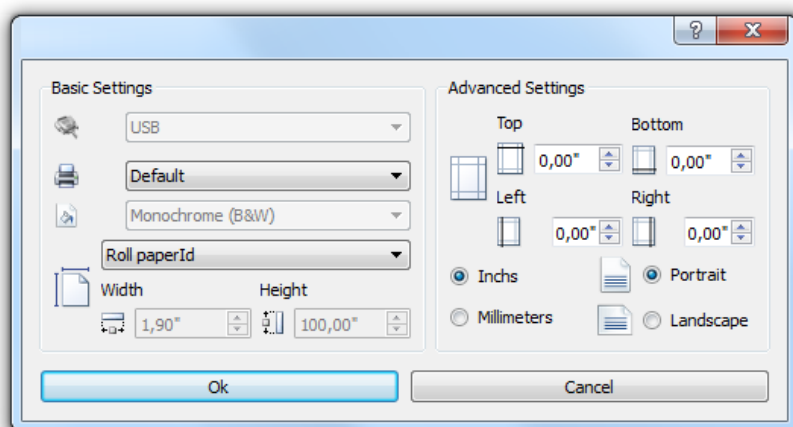 ?
Basic Settings
USB
Default
Monochrome (B&W)
Roll paperId
Width Height
1,90" 100,00"
Advanced Settings
Top Bottom
0,00" 0,00"
Left Right
0,00" 0,00"
Inchs Portrait
Millimeters Landscape
Ok Cancel